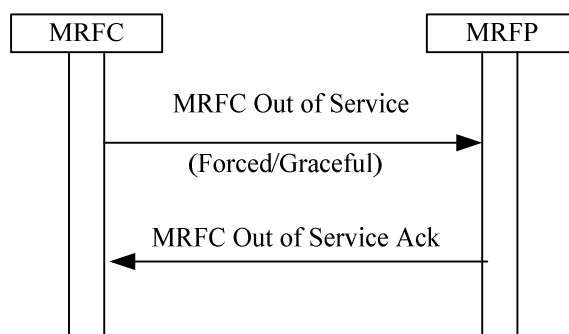 MRFC
MRFP
MRFC Out of Service
(Forced/Graceful)
MRFC Out of Service Ack